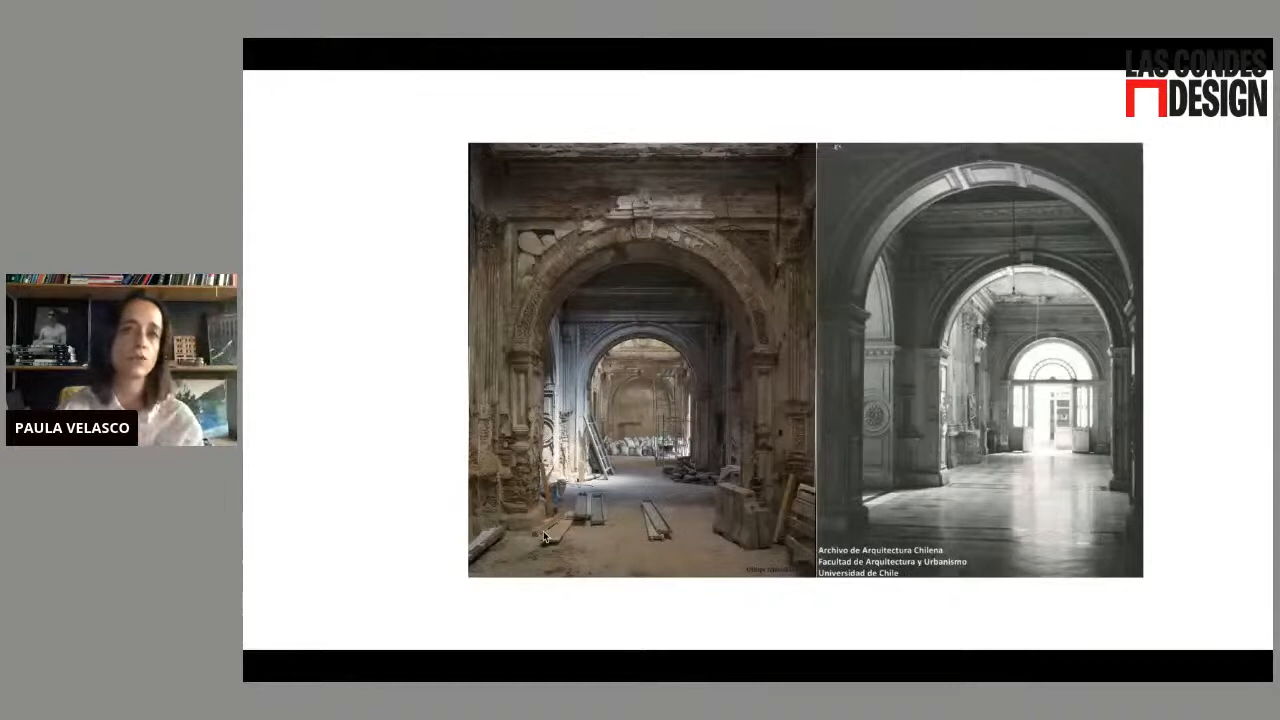 LAS CONDES
DESIGN
PAULA VELASCO
Archivo de Arquitectura Chilena
Facultad de Arquitectura y Urbanismo
Universidad de Chile